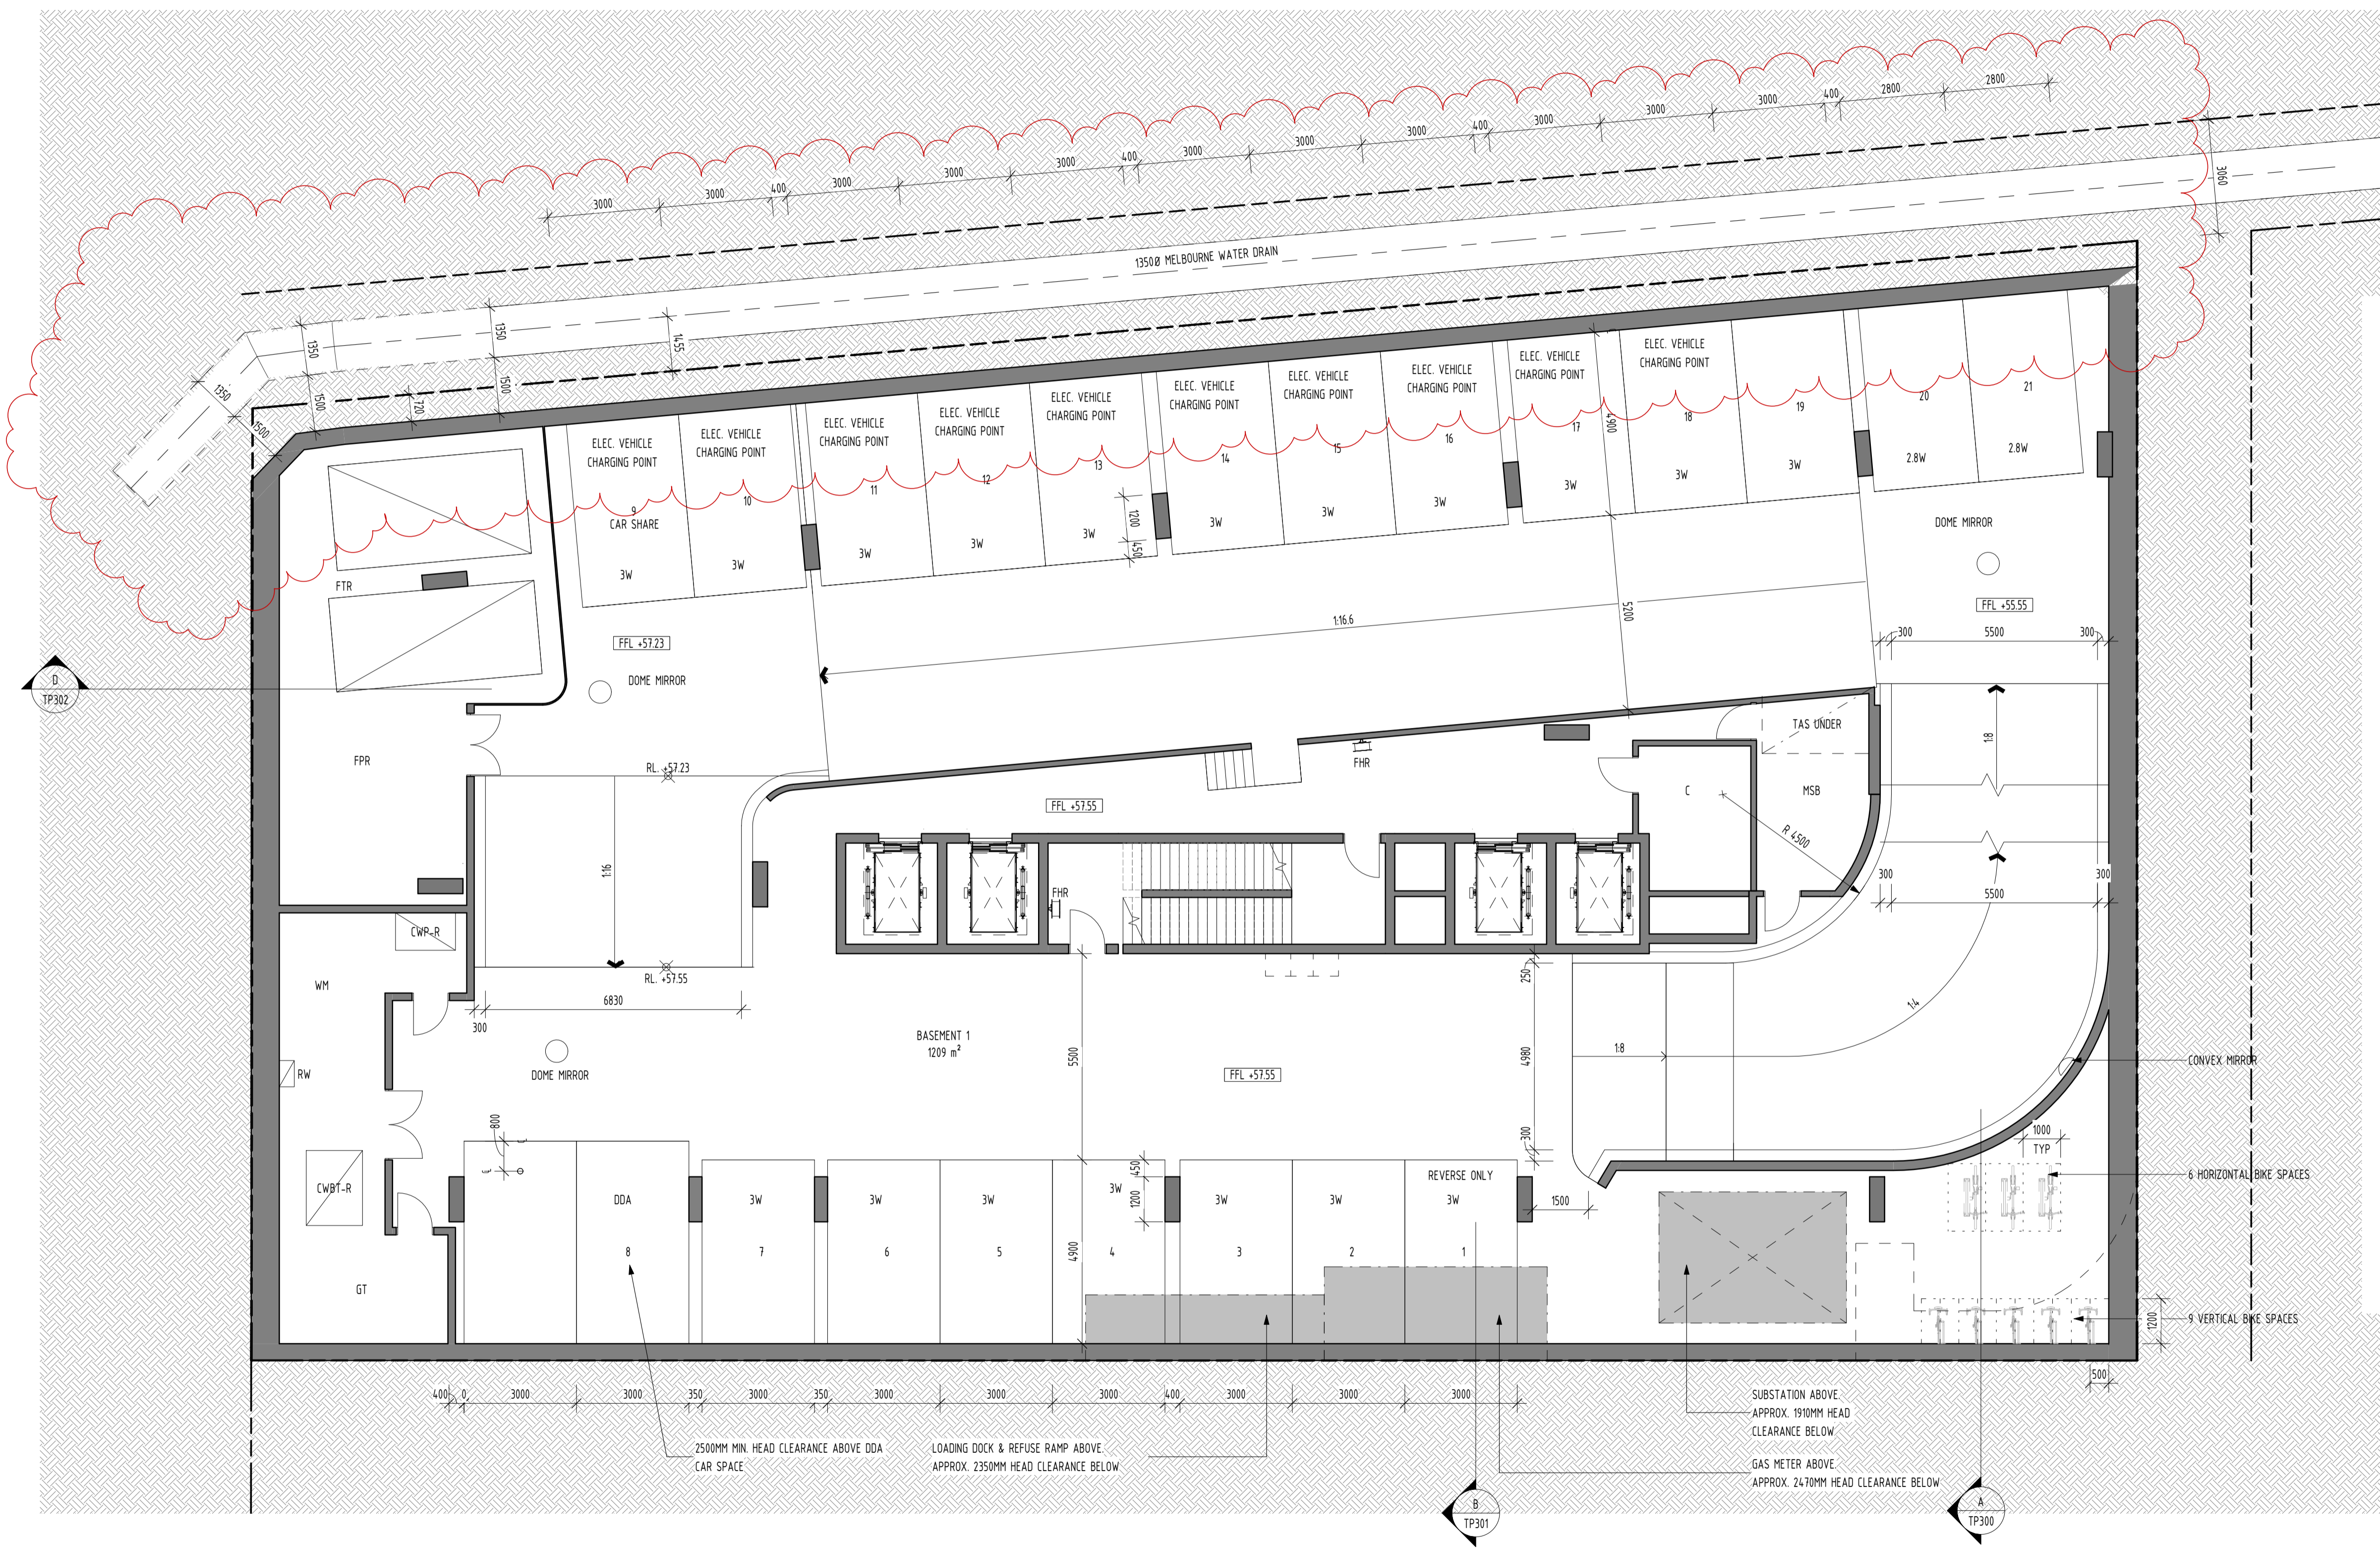 2800
2800
400
3000
3000
3000
400
3000
3000
3000
400
3000
3000
3000
400
3000
3000
3060
1350Ø MELBOURNE WATER DRAIN
1350
1350
1455
1350
1500
1500
1500
720
ELEC. VEHICLE
CHARGING POINT
ELEC. VEHICLE
CHARGING POINT
ELEC. VEHICLE
CHARGING POINT
ELEC. VEHICLE
CHARGING POINT
ELEC. VEHICLE
CHARGING POINT
ELEC. VEHICLE
CHARGING POINT
ELEC. VEHICLE
CHARGING POINT
ELEC. VEHICLE
CHARGING POINT
ELEC. VEHICLE
CHARGING POINT
ELEC. VEHICLE
CHARGING POINT
9
CAR SHARE
3W
10
3W
11
3W
12
3W
13
3W
1200
450
14
3W
15
3W
16
3W
17
3W
4900
18
3W
19
3W
20
2.8W
21
2.8W
DOME MIRROR
FFL +55.55
300
5500
300
FTR
FFL +57.23
DOME MIRROR
1:16.6
5200
D
TP302
FPR
RL. +57.23
1:16
FHR
TAS UNDER
1:8
C
MSB
R 4500
FFL +57.55
FHR
300
5500
300
CWP-R
WM
RL. +57.55
6830
300
250
RW
DOME MIRROR
BASEMENT 1
1209 m²
5500
FFL +57.55
4980
1:8
1:4
CONVEX MIRROR
800
300
1000
TYP
6 HORIZONTAL BIKE SPACES
CWBT-R
DDA
3W
3W
3W
3W
450
1200
3W
3W
REVERSE ONLY
3W
1500
8
7
6
5
4900
4
3
2
1
GT
9 VERTICAL BIKE SPACES
1200
500
400
0
3000
3000
350
3000
350
3000
3000
3000
400
3000
3000
3000
2500MM MIN. HEAD CLEARANCE ABOVE DDA
CAR SPACE
LOADING DOCK & REFUSE RAMP ABOVE.
APPROX. 2350MM HEAD CLEARANCE BELOW
SUBSTATION ABOVE.
APPROX. 1910MM HEAD
CLEARANCE BELOW
GAS METER ABOVE.
APPROX. 2470MM HEAD CLEARANCE BELOW
B
TP301
A
TP300